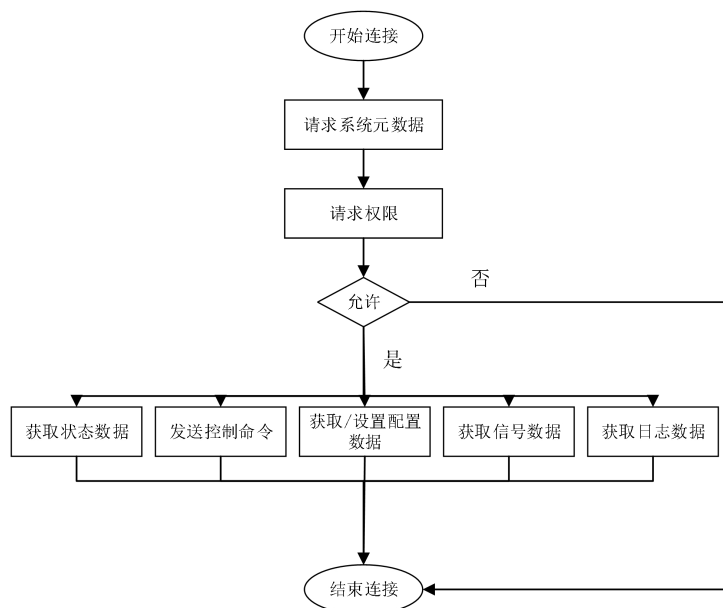 开始连接
请求系统元数据
请求权限
否
允许
是
获取状态数据
发送控制命令
获取/设置配置
数据
获取信号数据
获取日志数据
结束连接